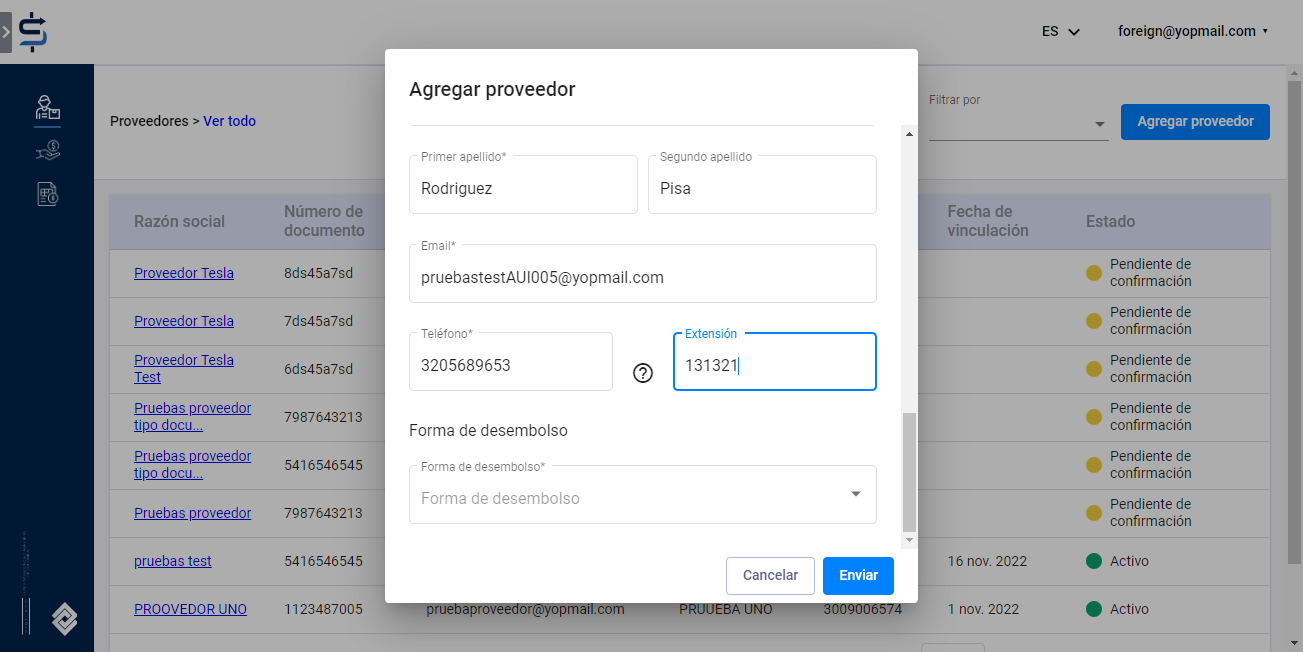 ES
foreign@yopmail.com
Agregar proveedor
Proveedores > Ver todo
Filtrar por
Agregar proveedor
Primer apellido*
Segundo apellido
Rodriguez
Pisa
Email*
pruebastestAUI005@yopmail.com
Teléfono*
Extensión
3205689653
?
131321
Forma de desembolso
Forma de desembolso*
Forma de desembolso
Cancelar
Enviar
Razón social
Número de documento
Fecha de vinculación
Estado
Proveedor Tesla
8ds45a7sd
Pendiente de confirmación
Proveedor Tesla
7ds45a7sd
Pendiente de confirmación
Proveedor Tesla Test
6ds45a7sd
Pendiente de confirmación
Pruebas proveedor tipo docu...
7987643213
Pendiente de confirmación
Pruebas proveedor tipo docu...
5416546545
Pendiente de confirmación
Pruebas proveedor
7987643213
Pendiente de confirmación
pruebas test
5416546545
16 nov. 2022
Activo
PROOVEDOR UNO
1123487005
pruebaproveedor@yopmail.com
PRUUEBA UNO
3009006574
1 nov. 2022
Activo